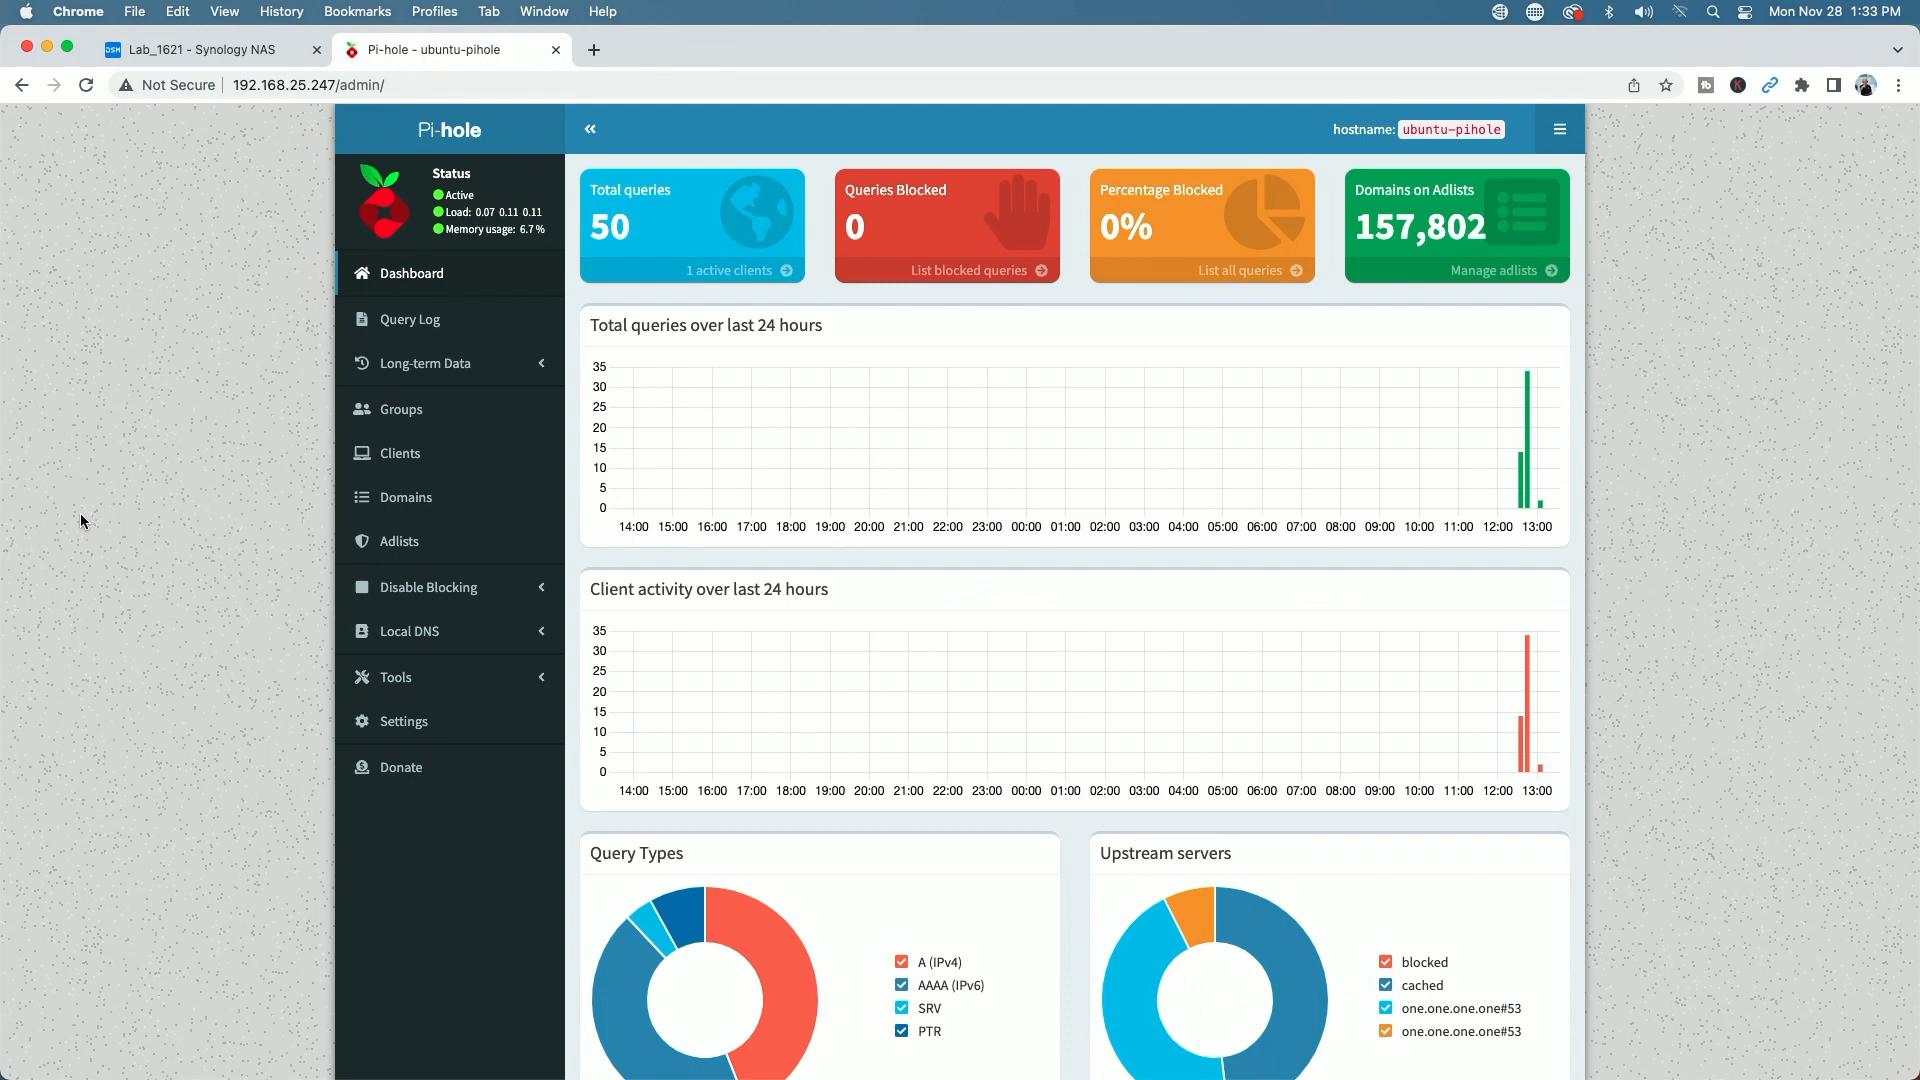 Chrome File Edit View History Bookmarks Profiles Tab Window Help Mon Nov 28 1:33 PM
DSM Lab_1621 - Synology NAS Pi-hole - ubuntu-pihole
Not Secure 192.168.25.247/admin/
Pi-hole
hostname: ubuntu-pihole
Status
Active
Load: 0.07 0.11 0.11
Memory usage: 6.7 %
Dashboard
Query Log
Long-term Data
Groups
Clients
Domains
Adlists
Disable Blocking
Local DNS
Tools
Settings
Donate
Total queries
50
1 active clients
Queries Blocked
0
List blocked queries
Percentage Blocked
0%
List all queries
Domains on Adlists
157,802
Manage adlists
Total queries over last 24 hours
35
30
25
20
15
10
5
0
14:00 15:00 16:00 17:00 18:00 19:00 20:00 21:00 22:00 23:00 00:00 01:00 02:00 03:00 04:00 05:00 06:00 07:00 08:00 09:00 10:00 11:00 12:00 13:00
Client activity over last 24 hours
35
30
25
20
15
10
5
0
14:00 15:00 16:00 17:00 18:00 19:00 20:00 21:00 22:00 23:00 00:00 01:00 02:00 03:00 04:00 05:00 06:00 07:00 08:00 09:00 10:00 11:00 12:00 13:00
Query Types
A (IPv4)
AAAA (IPv6)
SRV
PTR
Upstream servers
blocked
cached
one.one.one.one#53
one.one.one.one#53